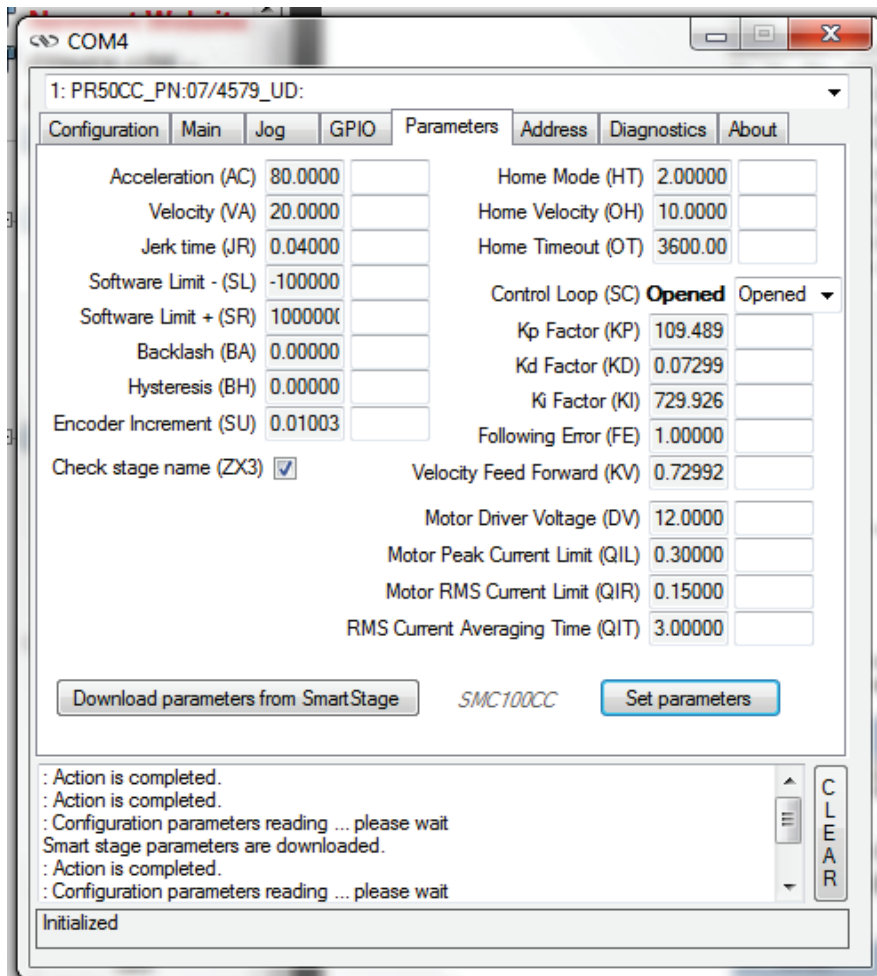 COM4
1: PR50CC_PN:07/4579_UD:
Configuration Main Jog GPIO Parameters Address Diagnostics About
Acceleration (AC) 80.0000
Velocity (VA) 20.0000
Jerk time (JR) 0.04000
Software Limit - (SL) -100000
Software Limit + (SR) 1000000
Backlash (BA) 0.00000
Hysteresis (BH) 0.00000
Encoder Increment (SU) 0.01003
Check stage name (ZX3)
Home Mode (HT) 2.00000
Home Velocity (OH) 10.0000
Home Timeout (OT) 3600.00
Control Loop (SC) Opened Opened
Kp Factor (KP) 109.489
Kd Factor (KD) 0.07299
Ki Factor (KI) 729.926
Following Error (FE) 1.00000
Velocity Feed Forward (KV) 0.72992
Motor Driver Voltage (DV) 12.0000
Motor Peak Current Limit (QIL) 0.30000
Motor RMS Current Limit (QIR) 0.15000
RMS Current Averaging Time (QIT) 3.00000
Download parameters from SmartStage SMC100CC Set parameters
: Action is completed.
: Action is completed.
: Configuration parameters reading ... please wait
Smart stage parameters are downloaded.
: Action is completed.
: Configuration parameters reading ... please wait
CLEAR
Initialized